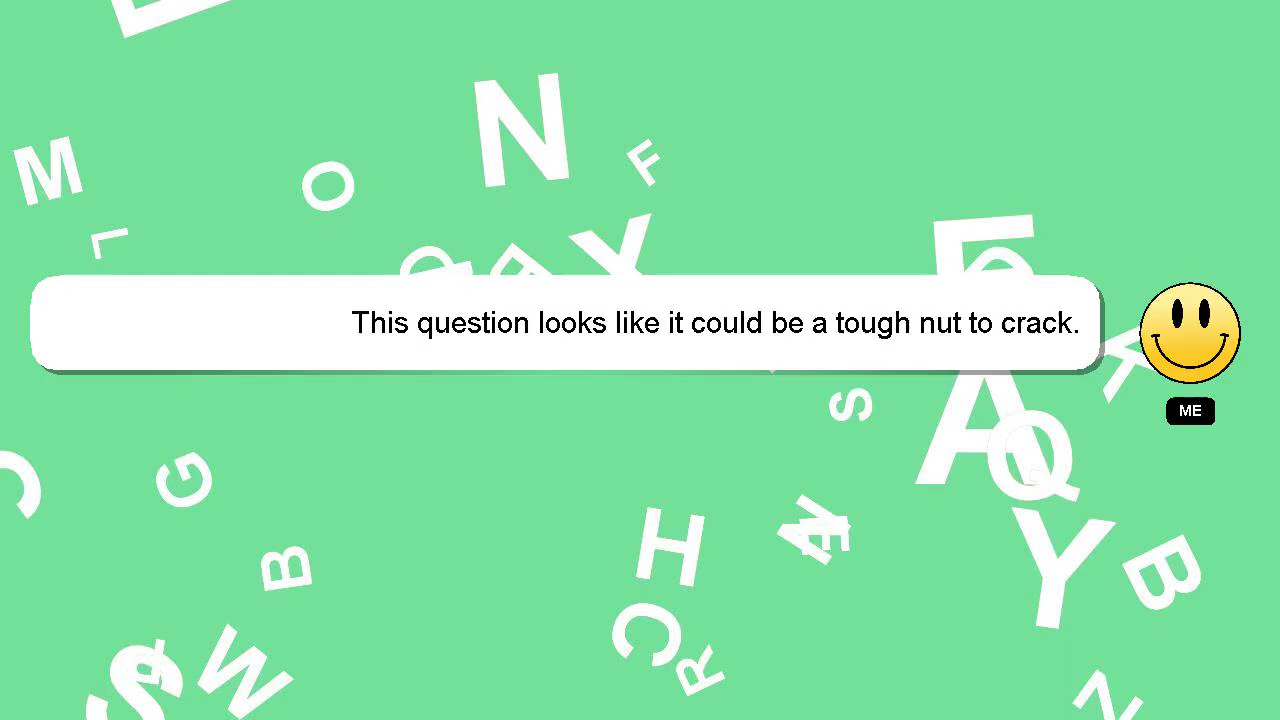 N
F
M
O
L
This question looks like it could be a tough nut to crack.
ME
K
S
A
Q
G
C
Y
H
B
B
C
R
W
S
Z